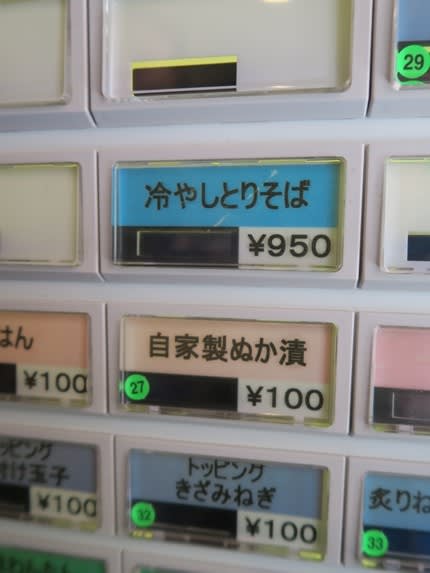 29
冷やしとりそば
¥950
はん
¥100
自家製ぬか漬
27
¥100
ッピング
け玉子
¥100
トッピング
きざみねぎ
32
¥100
炙りね
33